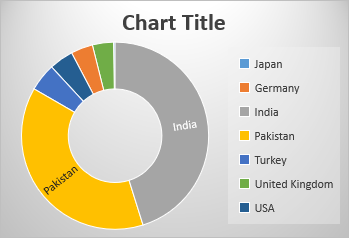 Chart Title
India
Pakistan
Japan
Germany
India
Pakistan
Turkey
United Kingdom
USA